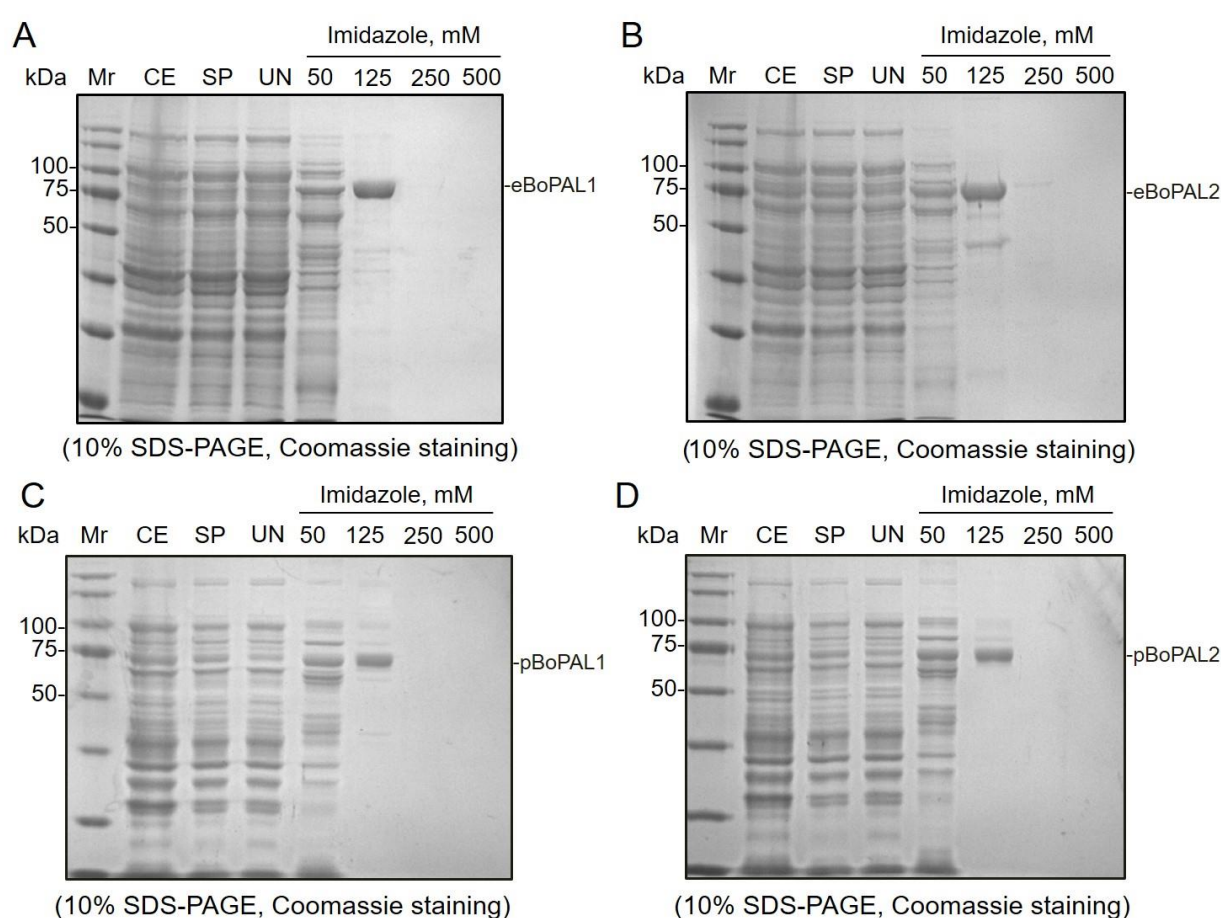 A
Imidazole, mM
kDa Mr CE SP UN 50 125 250 500
100-
75-
50-
-eBoPAL1
(10% SDS-PAGE, Coomassie staining)
B
Imidazole, mM
kDa Mr CE SP UN 50 125 250 500
100-
75-
50-
-eBoPAL2
(10% SDS-PAGE, Coomassie staining)
C
Imidazole, mM
kDa Mr CE SP UN 50 125 250 500
100-
75-
50-
-pBoPAL1
(10% SDS-PAGE, Coomassie staining)
D
Imidazole, mM
kDa Mr CE SP UN 50 125 250 500
100-
75-
50-
-pBoPAL2
(10% SDS-PAGE, Coomassie staining)